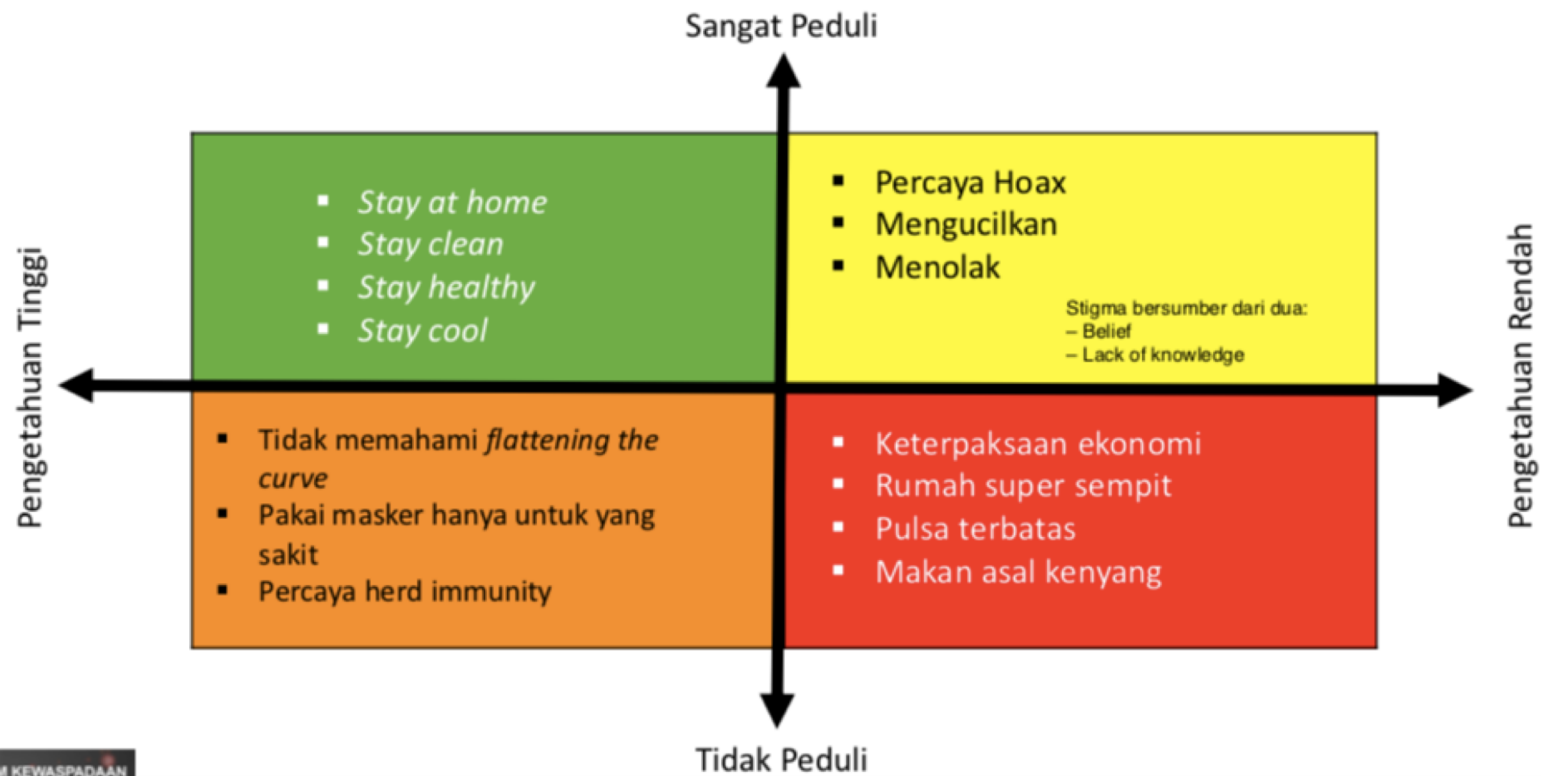 Sangat Peduli
Pengetahuan Tinggi
▪ Stay at home
▪ Stay clean
▪ Stay healthy
▪ Stay cool
▪ Percaya Hoax
▪ Mengucilkan
▪ Menolak
Stigma bersumber dari dua:
– Belief
– Lack of knowledge
Pengetahuan Rendah
▪ Tidak memahami flattening the
curve
▪ Pakai masker hanya untuk yang
sakit
▪ Percaya herd immunity
▪ Keterpaksaan ekonomi
▪ Rumah super sempit
▪ Pulsa terbatas
▪ Makan asal kenyang
Tidak Peduli
M KEWASPADAAN